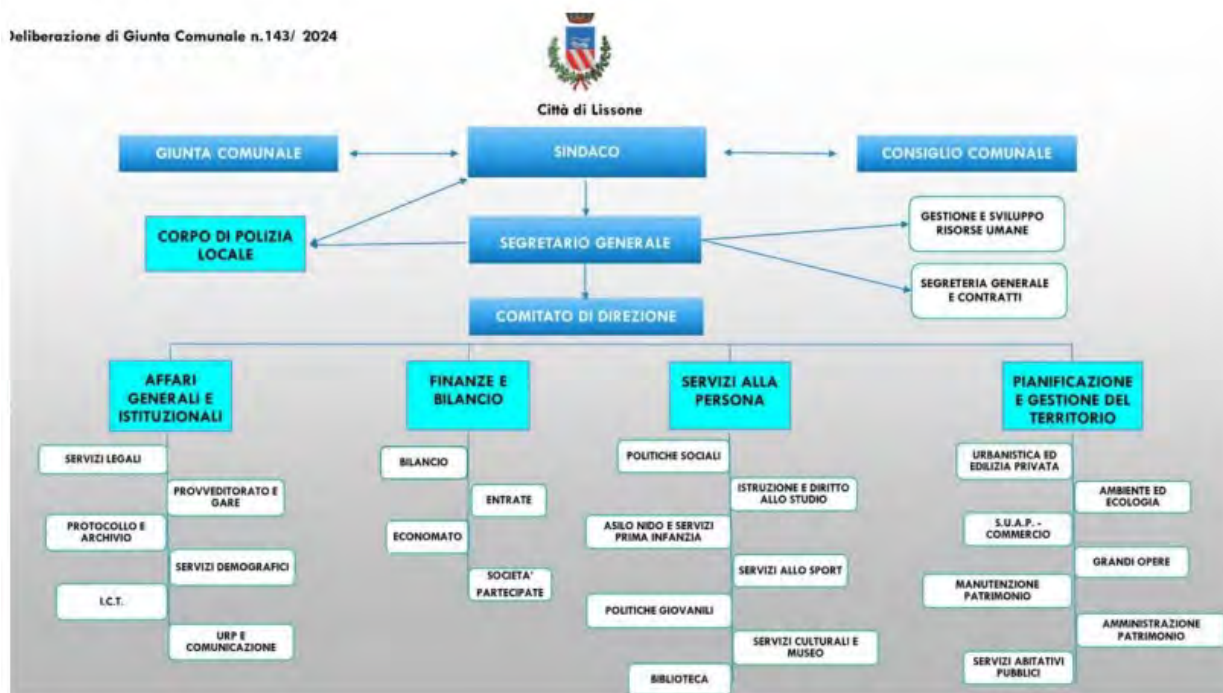 Deliberazione di Giunta Comunale n.143/ 2024
Città di Lissone
GIUNTA COMUNALE
SINDACO
CONSIGLIO COMUNALE
CORPO DI POLIZIA
LOCALE
SEGRETARIO GENERALE
GESTIONE E SVILUPPO
RISORSE UMANE
SEGRETERIA GENERALE
E CONTRATTI
COMITATO DI DIREZIONE
AFFARI
GENERALI E
ISTITUZIONALI
SERVIZI LEGALI
PROVVEDITORATO E
GARE
PROTOCOLLO E
ARCHIVIO
SERVIZI DEMOGRAFICI
I.C.T.
URP E
COMUNICAZIONE
FINANZE E
BILANCIO
BILANCIO
ENTRATE
ECONOMATO
SOCIETA'
PARTECIPATE
SERVIZI ALLA
PERSONA
POLITICHE SOCIALI
ISTRUZIONE E DIRITTO
ALLO STUDIO
ASILO NIDO E SERVIZI
PRIMA INFANZIA
SERVIZI ALLO SPORT
POLITICHE GIOVANILI
SERVIZI CULTURALI E
MUSEO
BIBLIOTECA
PIANIFICAZIONE
E GESTIONE DEL
TERRITORIO
URBANISTICA ED
EDILIZIA PRIVATA
AMBIENTE ED
ECOLOGIA
S.U.A.P. -
COMMERCIO
GRANDI OPERE
MANUTENZIONE
PATRIMONIO
AMMINISTRAZIONE
PATRIMONIO
SERVIZI ABITATIVI
PUBBLICI